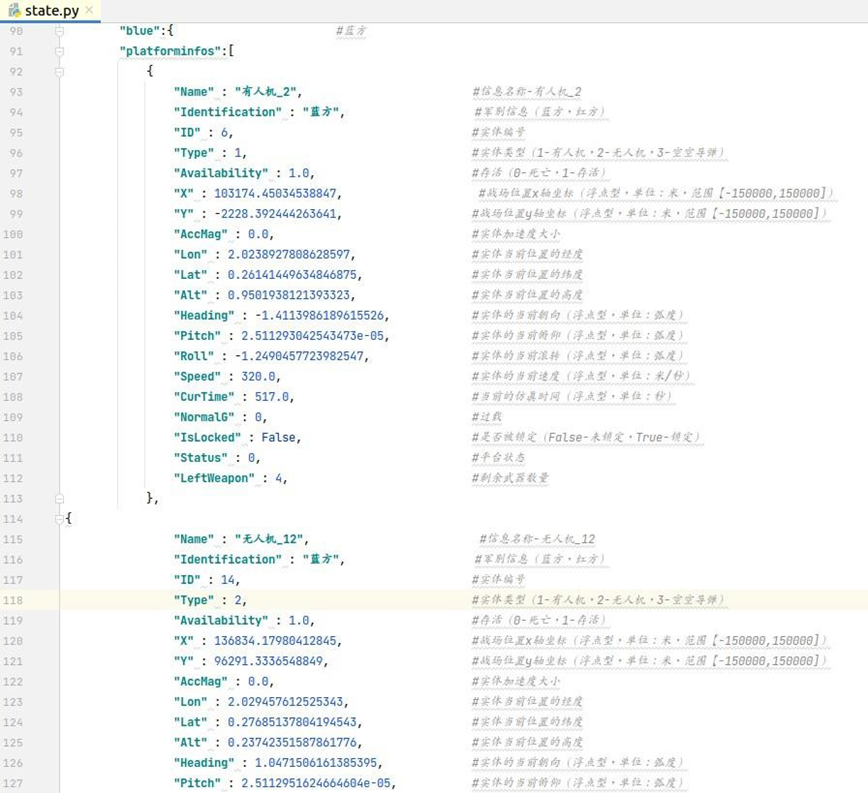 state.py
90 "blue":{ #蓝方
91 "platforminfos":[
92 {
93 "Name" : "有人机_2", #信息名称-有人机_2
94 "Identification" : "蓝方", #军别信息（蓝方，红方）
95 "ID" : 6, #实体编号
96 "Type" : 1, #实体类型（1-有人机，2-无人机，3-空空导弹）
97 "Availability" : 1.0, #存活（0-死亡，1-存活）
98 "X" : 103174.45034538847, #战场位置x轴坐标（浮点型，单位：米，范围【-150000,150000]）
99 "Y" : -2228.392444263641, #战场位置y轴坐标（浮点型，单位：米，范围【-150000,150000]）
100 "AccMag" : 0.0, #实体加速度大小
101 "Lon" : 2.0238927808628597, #实体当前位置的经度
102 "Lat" : 0.26141449634846875, #实体当前位置的纬度
103 "Alt" : 0.9501938121393323, #实体当前位置的高度
104 "Heading" : -1.4113986189615526, #实体的当前朝向（浮点型，单位：弧度）
105 "Pitch" : 2.511293042543473e-05, #实体的当前俯仰（浮点型，单位：弧度）
106 "Roll" : -1.2490457723982547, #实体的当前滚转（浮点型，单位：弧度）
107 "Speed" : 320.0, #实体的当前速度（浮点型，单位：米/秒）
108 "CurTime" : 517.0, #当前的仿真时间（浮点型，单位：秒）
109 "NormalG" : 0, #过载
110 "IsLocked" : False, #是否被锁定（False-未锁定，True-锁定）
111 "Status" : 0, #平台状态
112 "LeftWeapon" : 4, #剩余武器数量
113 },
114 {
115 "Name" : "无人机_12", #信息名称-无人机_12
116 "Identification" : "蓝方", #军别信息（蓝方，红方）
117 "ID" : 14, #实体编号
118 "Type" : 2, #实体类型（1-有人机，2-无人机，3-空空导弹）
119 "Availability" : 1.0, #存活（0-死亡，1-存活）
120 "X" : 136834.17980412845, #战场位置x轴坐标（浮点型，单位：米，范围【-150000,150000]）
121 "Y" : 96291.3336548849, #战场位置y轴坐标（浮点型，单位：米，范围【-150000,150000]）
122 "AccMag" : 0.0, #实体加速度大小
123 "Lon" : 2.029457612525343, #实体当前位置的经度
124 "Lat" : 0.27685137804194543, #实体当前位置的纬度
125 "Alt" : 0.23742351587861776, #实体当前位置的高度
126 "Heading" : 1.0471506161385395, #实体的当前朝向（浮点型，单位：弧度）
127 "Pitch" : 2.5112951624664604e-05, #实体的当前俯仰（浮点型，单位：弧度）